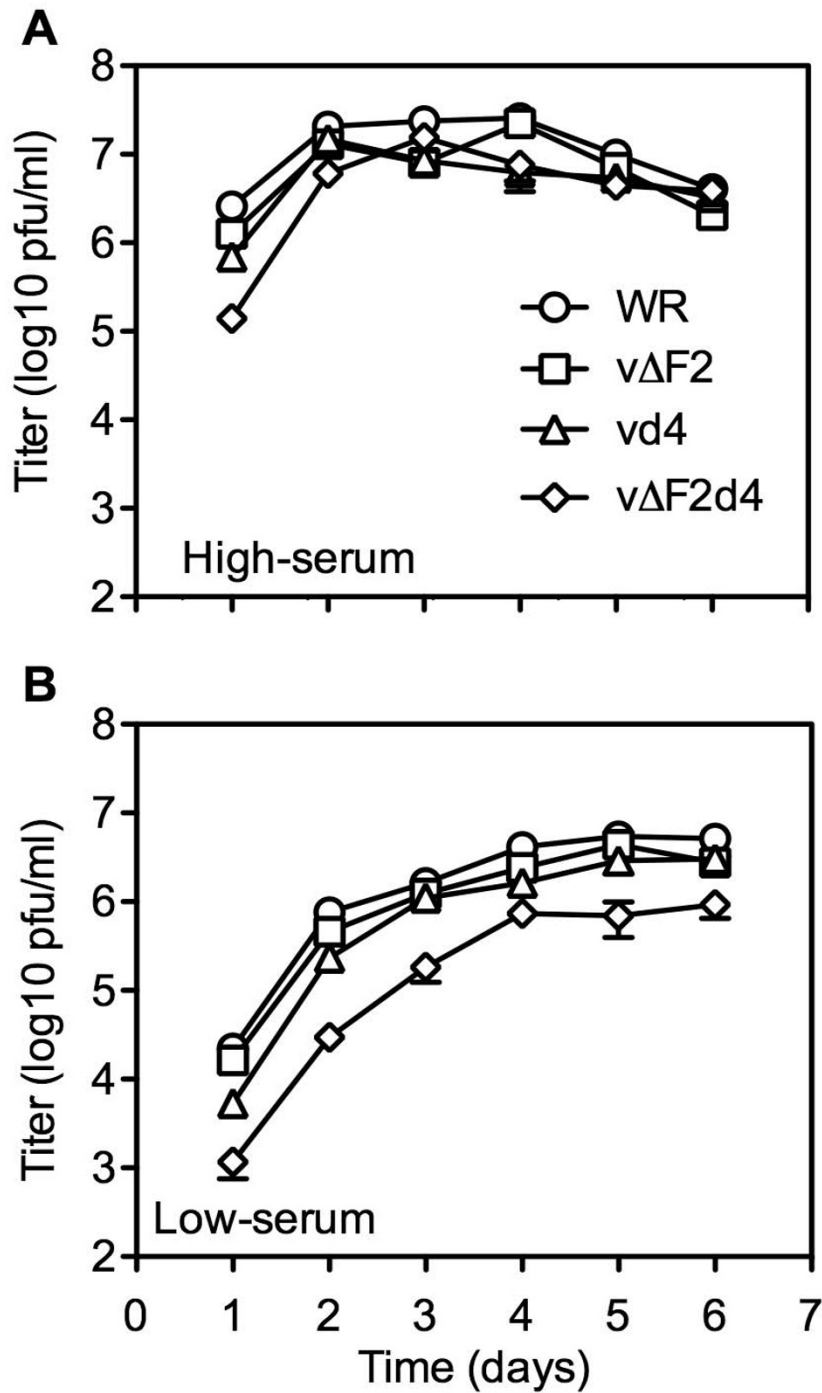 A
8
7
6
5
4
3
2
Titer (log10 pfu/ml)
WR
vΔF2
vd4
vΔF2d4
High-serum
B
8
7
6
5
4
3
2
Titer (log10 pfu/ml)
Low-serum
0 1 2 3 4 5 6 7
Time (days)